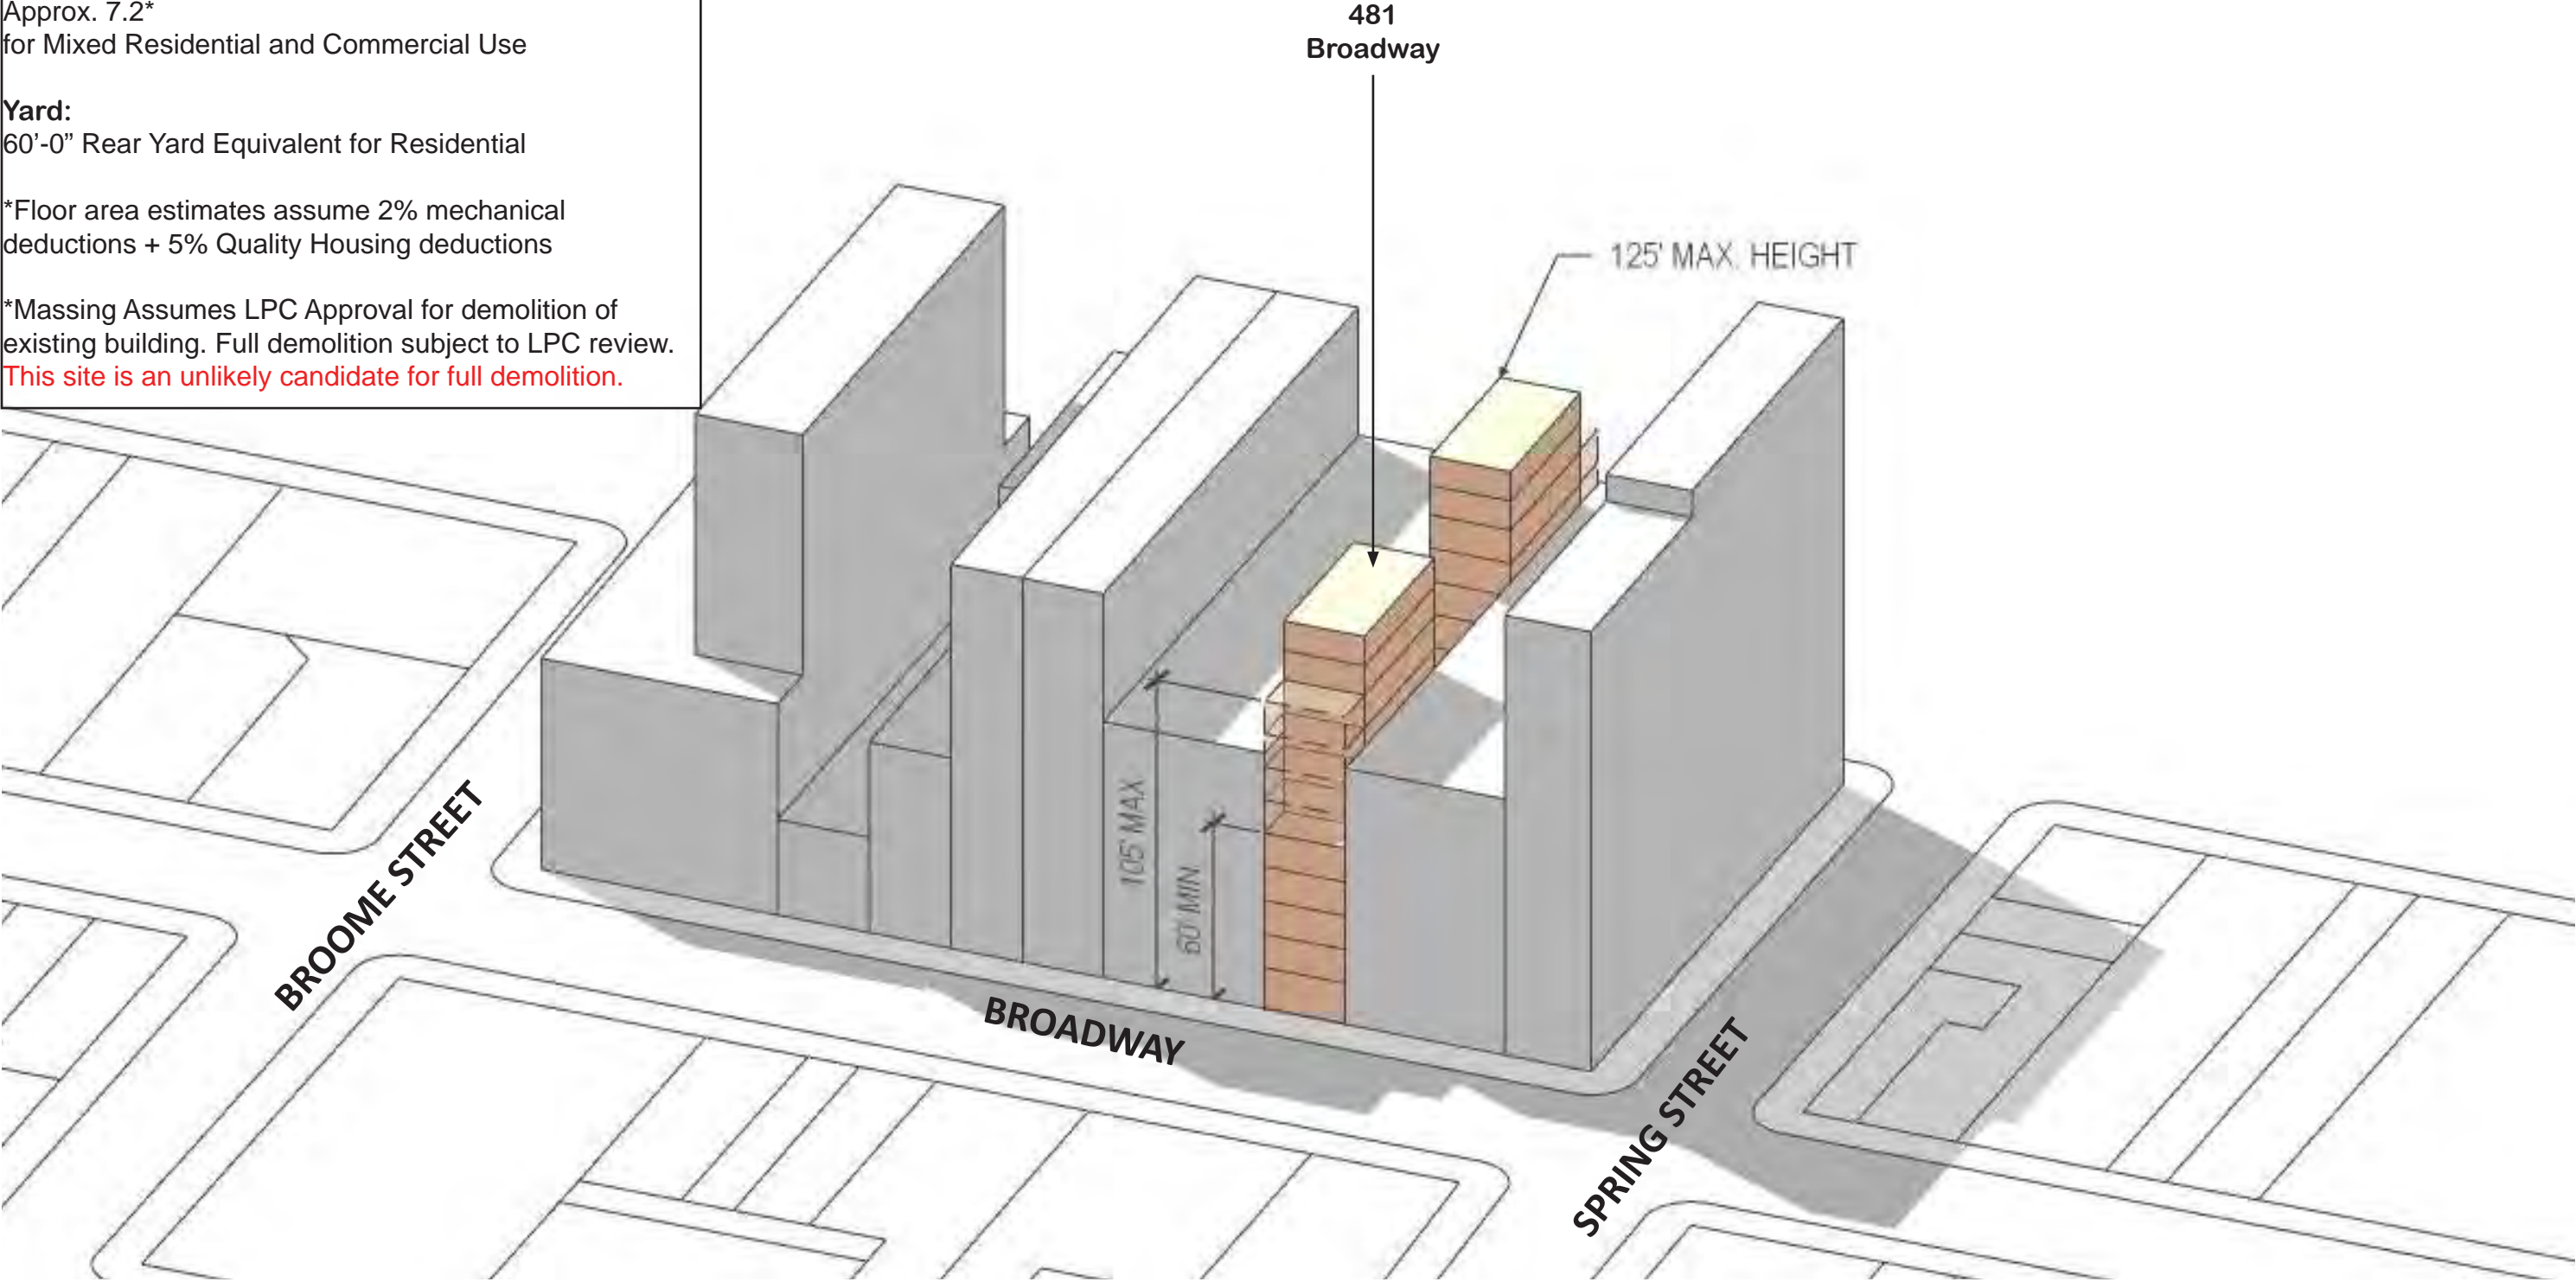 Approx. 7.2*
for Mixed Residential and Commercial Use
Yard:
60’-0” Rear Yard Equivalent for Residential
*Floor area estimates assume 2% mechanical
deductions + 5% Quality Housing deductions
*Massing Assumes LPC Approval for demolition of
existing building. Full demolition subject to LPC review.
This site is an unlikely candidate for full demolition.
481
Broadway
125' MAX. HEIGHT
105' MAX
60' MIN.
BROOME STREET
BROADWAY
SPRING STREET